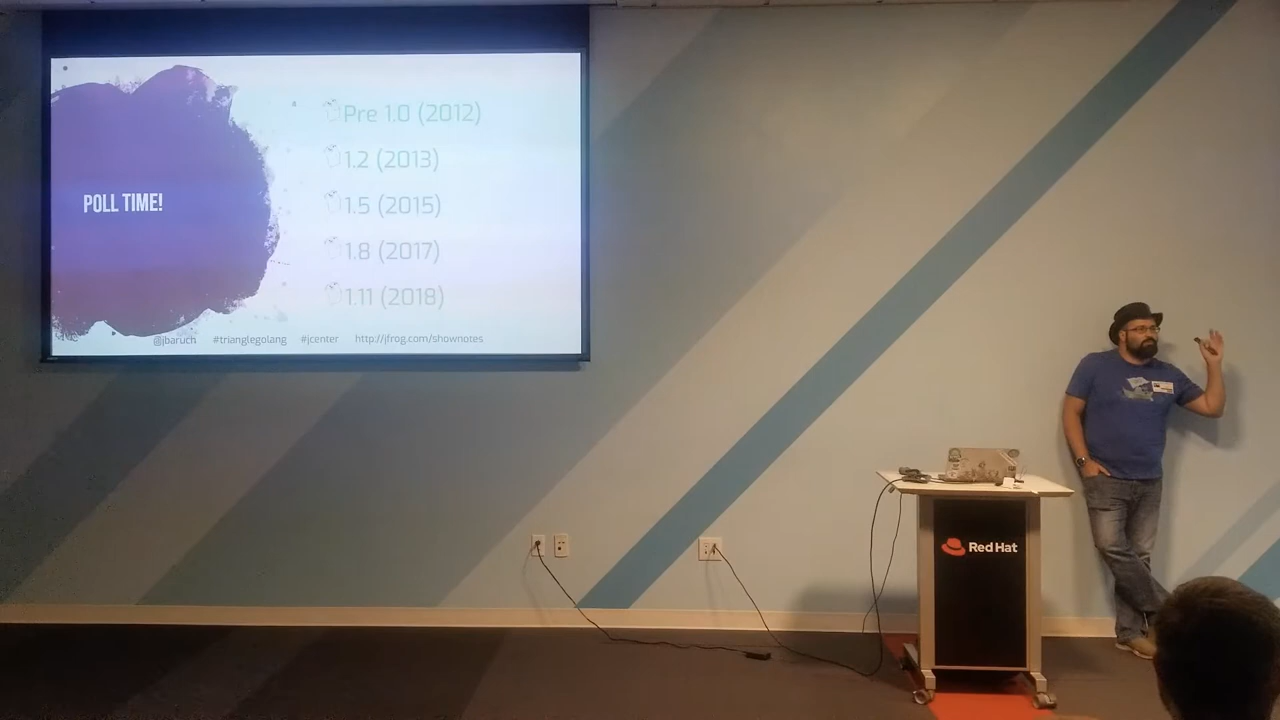 POLL TIME!
Pre 1.0 (2012)
1.2 (2013)
1.5 (2015)
1.8 (2017)
1.11 (2018)
@jbaruch #trianglegolang #jcenter http://jfrog.com/shownotes
Red Hat